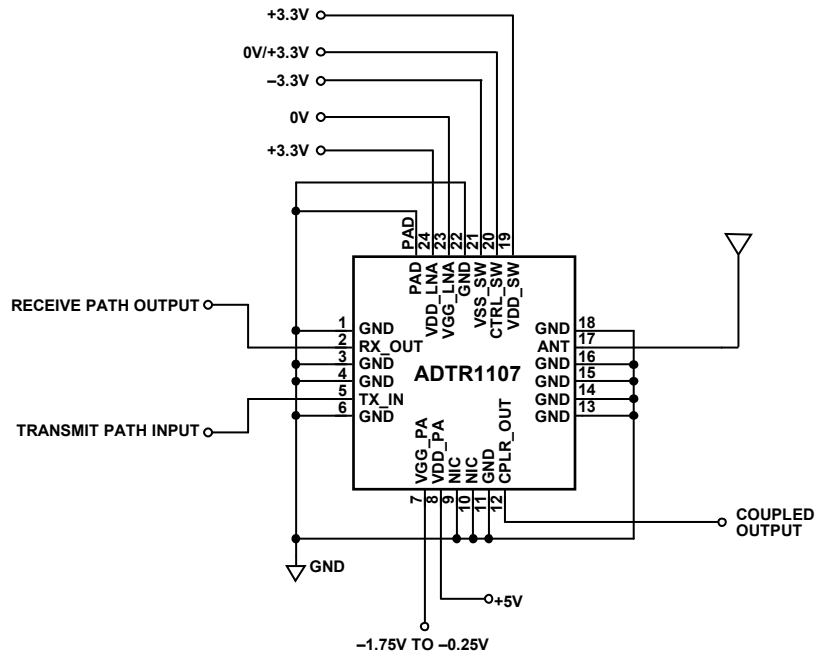 +3.3V
0V/+3.3V
–3.3V
0V
+3.3V
PAD
24
23
22
21
20
19
PAD
VDD_LNA
VGG_LNA
GND
VSS_SW
CTRL_SW
VDD_SW
RECEIVE PATH OUTPUT
TRANSMIT PATH INPUT
1 GND
2 RX_OUT
3 GND
4 GND
5 TX_IN
6 GND
ADTR1107
GND 18
ANT 17
GND 16
GND 15
GND 14
GND 13
VGG_PA
VDD_PA
NIC
NIC
GND
CPLR_OUT
7
8
9
10
11
12
COUPLED
OUTPUT
GND
+5V
–1.75V TO –0.25V